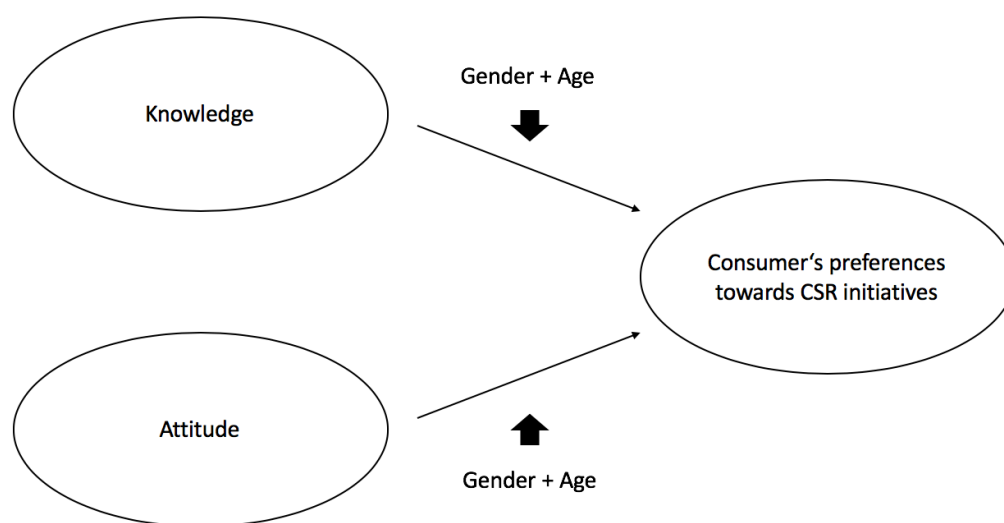 Gender + Age
Knowledge
Consumer‘s preferences
towards CSR initiatives
Attitude
Gender + Age